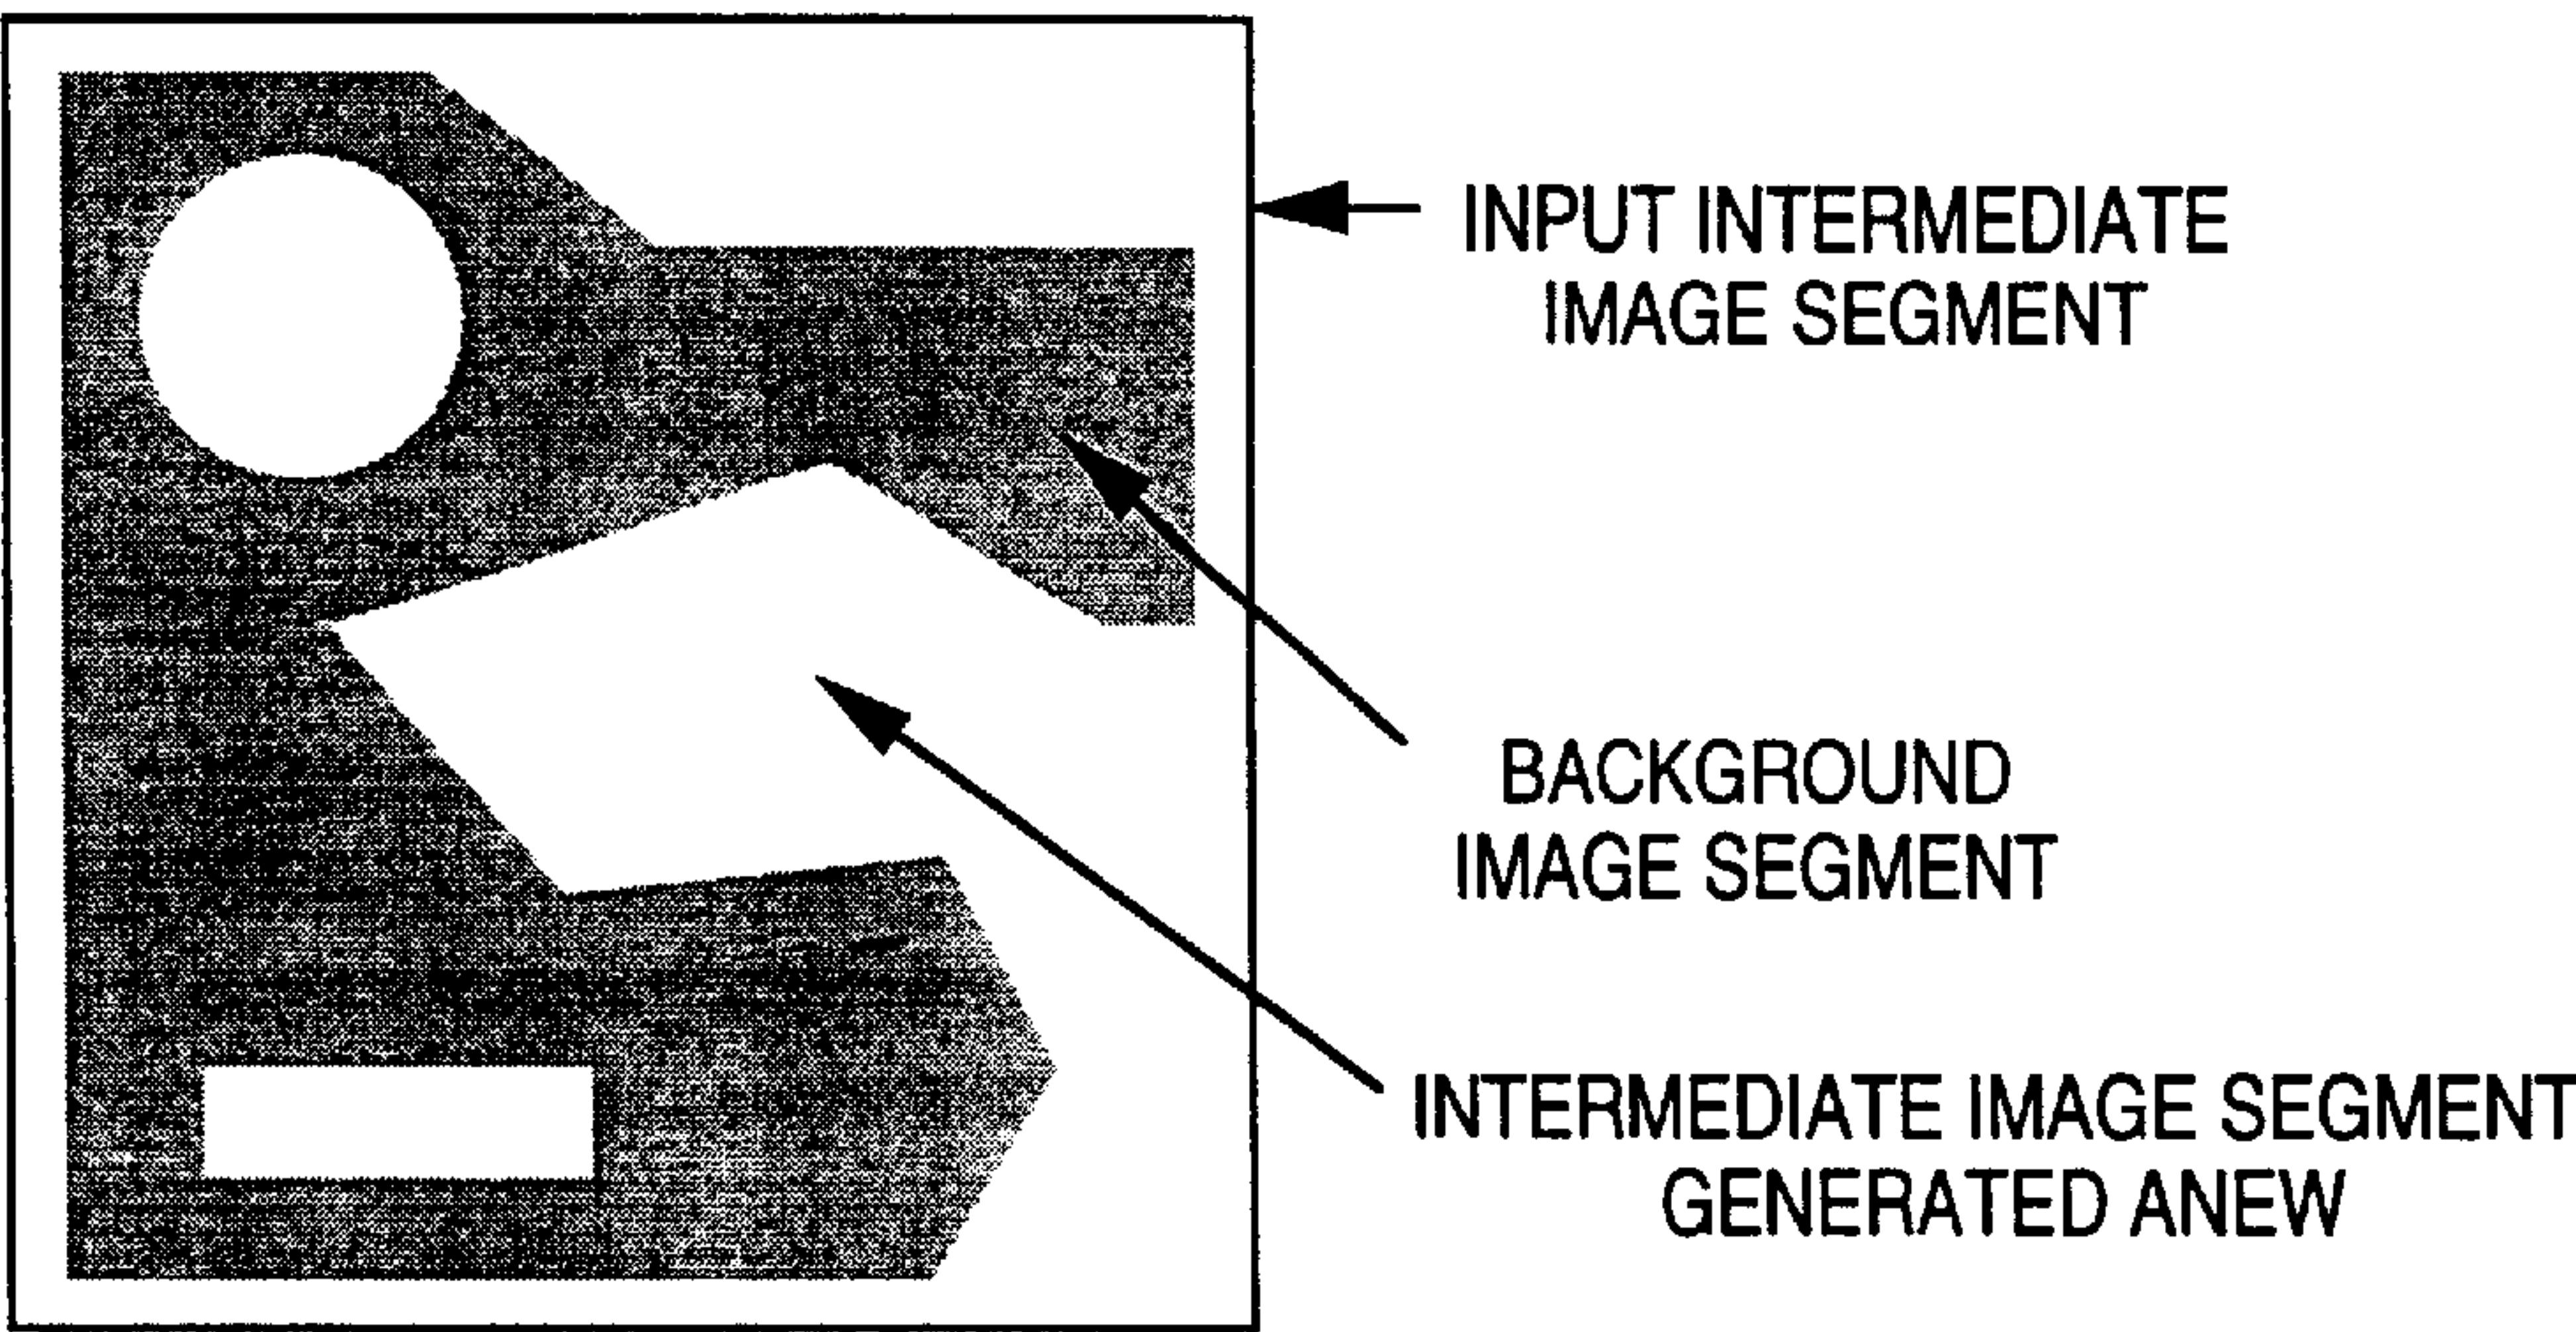 INPUT INTERMEDIATE
IMAGE SEGMENT
BACKGROUND
IMAGE SEGMENT
INTERMEDIATE IMAGE SEGMENT
GENERATED ANEW